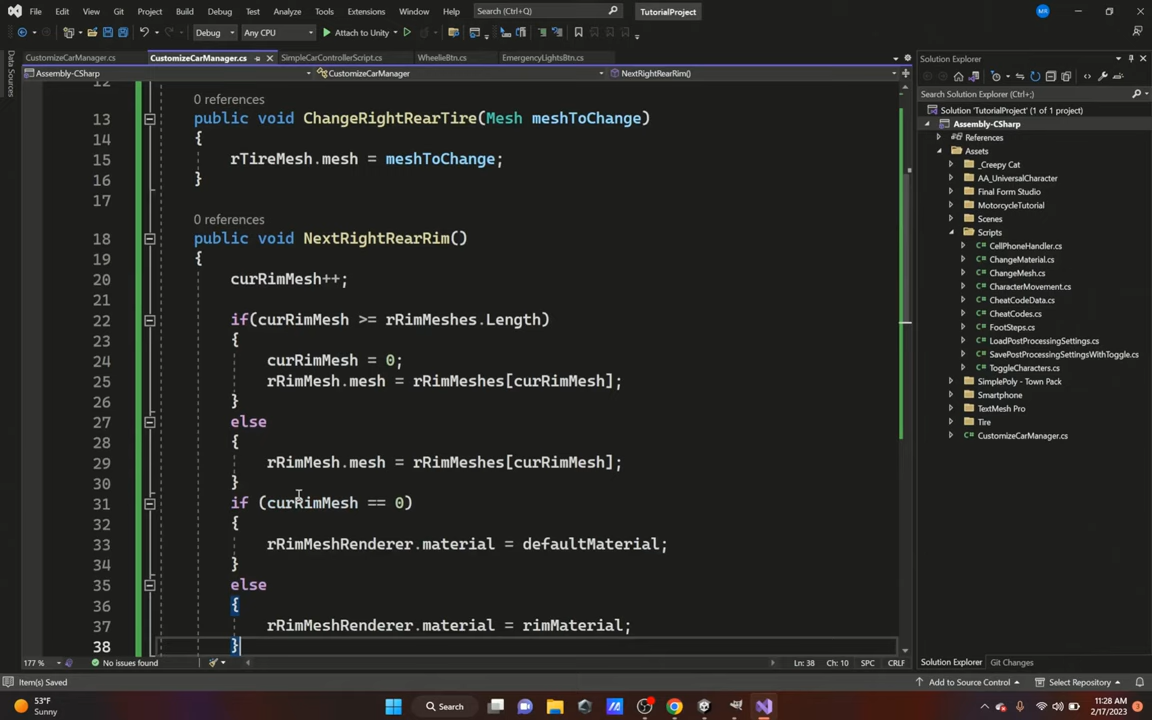 File Edit View Git Project Build Debug Test Analyze Tools Extensions Window Help Search (Ctrl+Q) TutorialProject MR
Debug Any CPU Attach to Unity
Data Sources
CustomizeCarManager.cs CustomizeCarManager.cs SimpleCarControllerScript.cs WheelieBtn.cs EmergencyLightsBtn.cs
Assembly-CSharp CustomizeCarManager NextRightRearRim()
12
0 references
13 public void ChangeRightRearTire(Mesh meshToChange)
14 {
15 rTireMesh.mesh = meshToChange;
16 }
17
0 references
18 public void NextRightRearRim()
19 {
20 curRimMesh++;
21
22 if(curRimMesh >= rRimMeshes.Length)
23 {
24 curRimMesh = 0;
25 rRimMesh.mesh = rRimMeshes[curRimMesh];
26 }
27 else
28 {
29 rRimMesh.mesh = rRimMeshes[curRimMesh];
30 }
31 if (curRimMesh == 0)
32 {
33 rRimMeshRenderer.material = defaultMaterial;
34 }
35 else
36 {
37 rRimMeshRenderer.material = rimMaterial;
38 }
177 % No issues found Ln: 38 Ch: 10 SPC CRLF
Solution Explorer
Search Solution Explorer (Ctrl+;)
Solution 'TutorialProject' (1 of 1 project)
Assembly-CSharp
References
Assets
_Creepy Cat
AA_UniversalCharacter
Final Form Studio
MotorcycleTutorial
Scenes
Scripts
CellPhoneHandler.cs
ChangeMaterial.cs
ChangeMesh.cs
CharacterMovement.cs
CheatCodeData.cs
CheatCodes.cs
FootSteps.cs
LoadPostProcessingSettings.cs
SavePostProcessingSettingsWithToggle.cs
ToggleCharacters.cs
SimplePoly - Town Pack
Smartphone
TextMesh Pro
Tire
CustomizeCarManager.cs
Solution Explorer Git Changes
Item(s) Saved Add to Source Control Select Repository
53°F
Sunny
Search
11:28 AM
2/17/2023